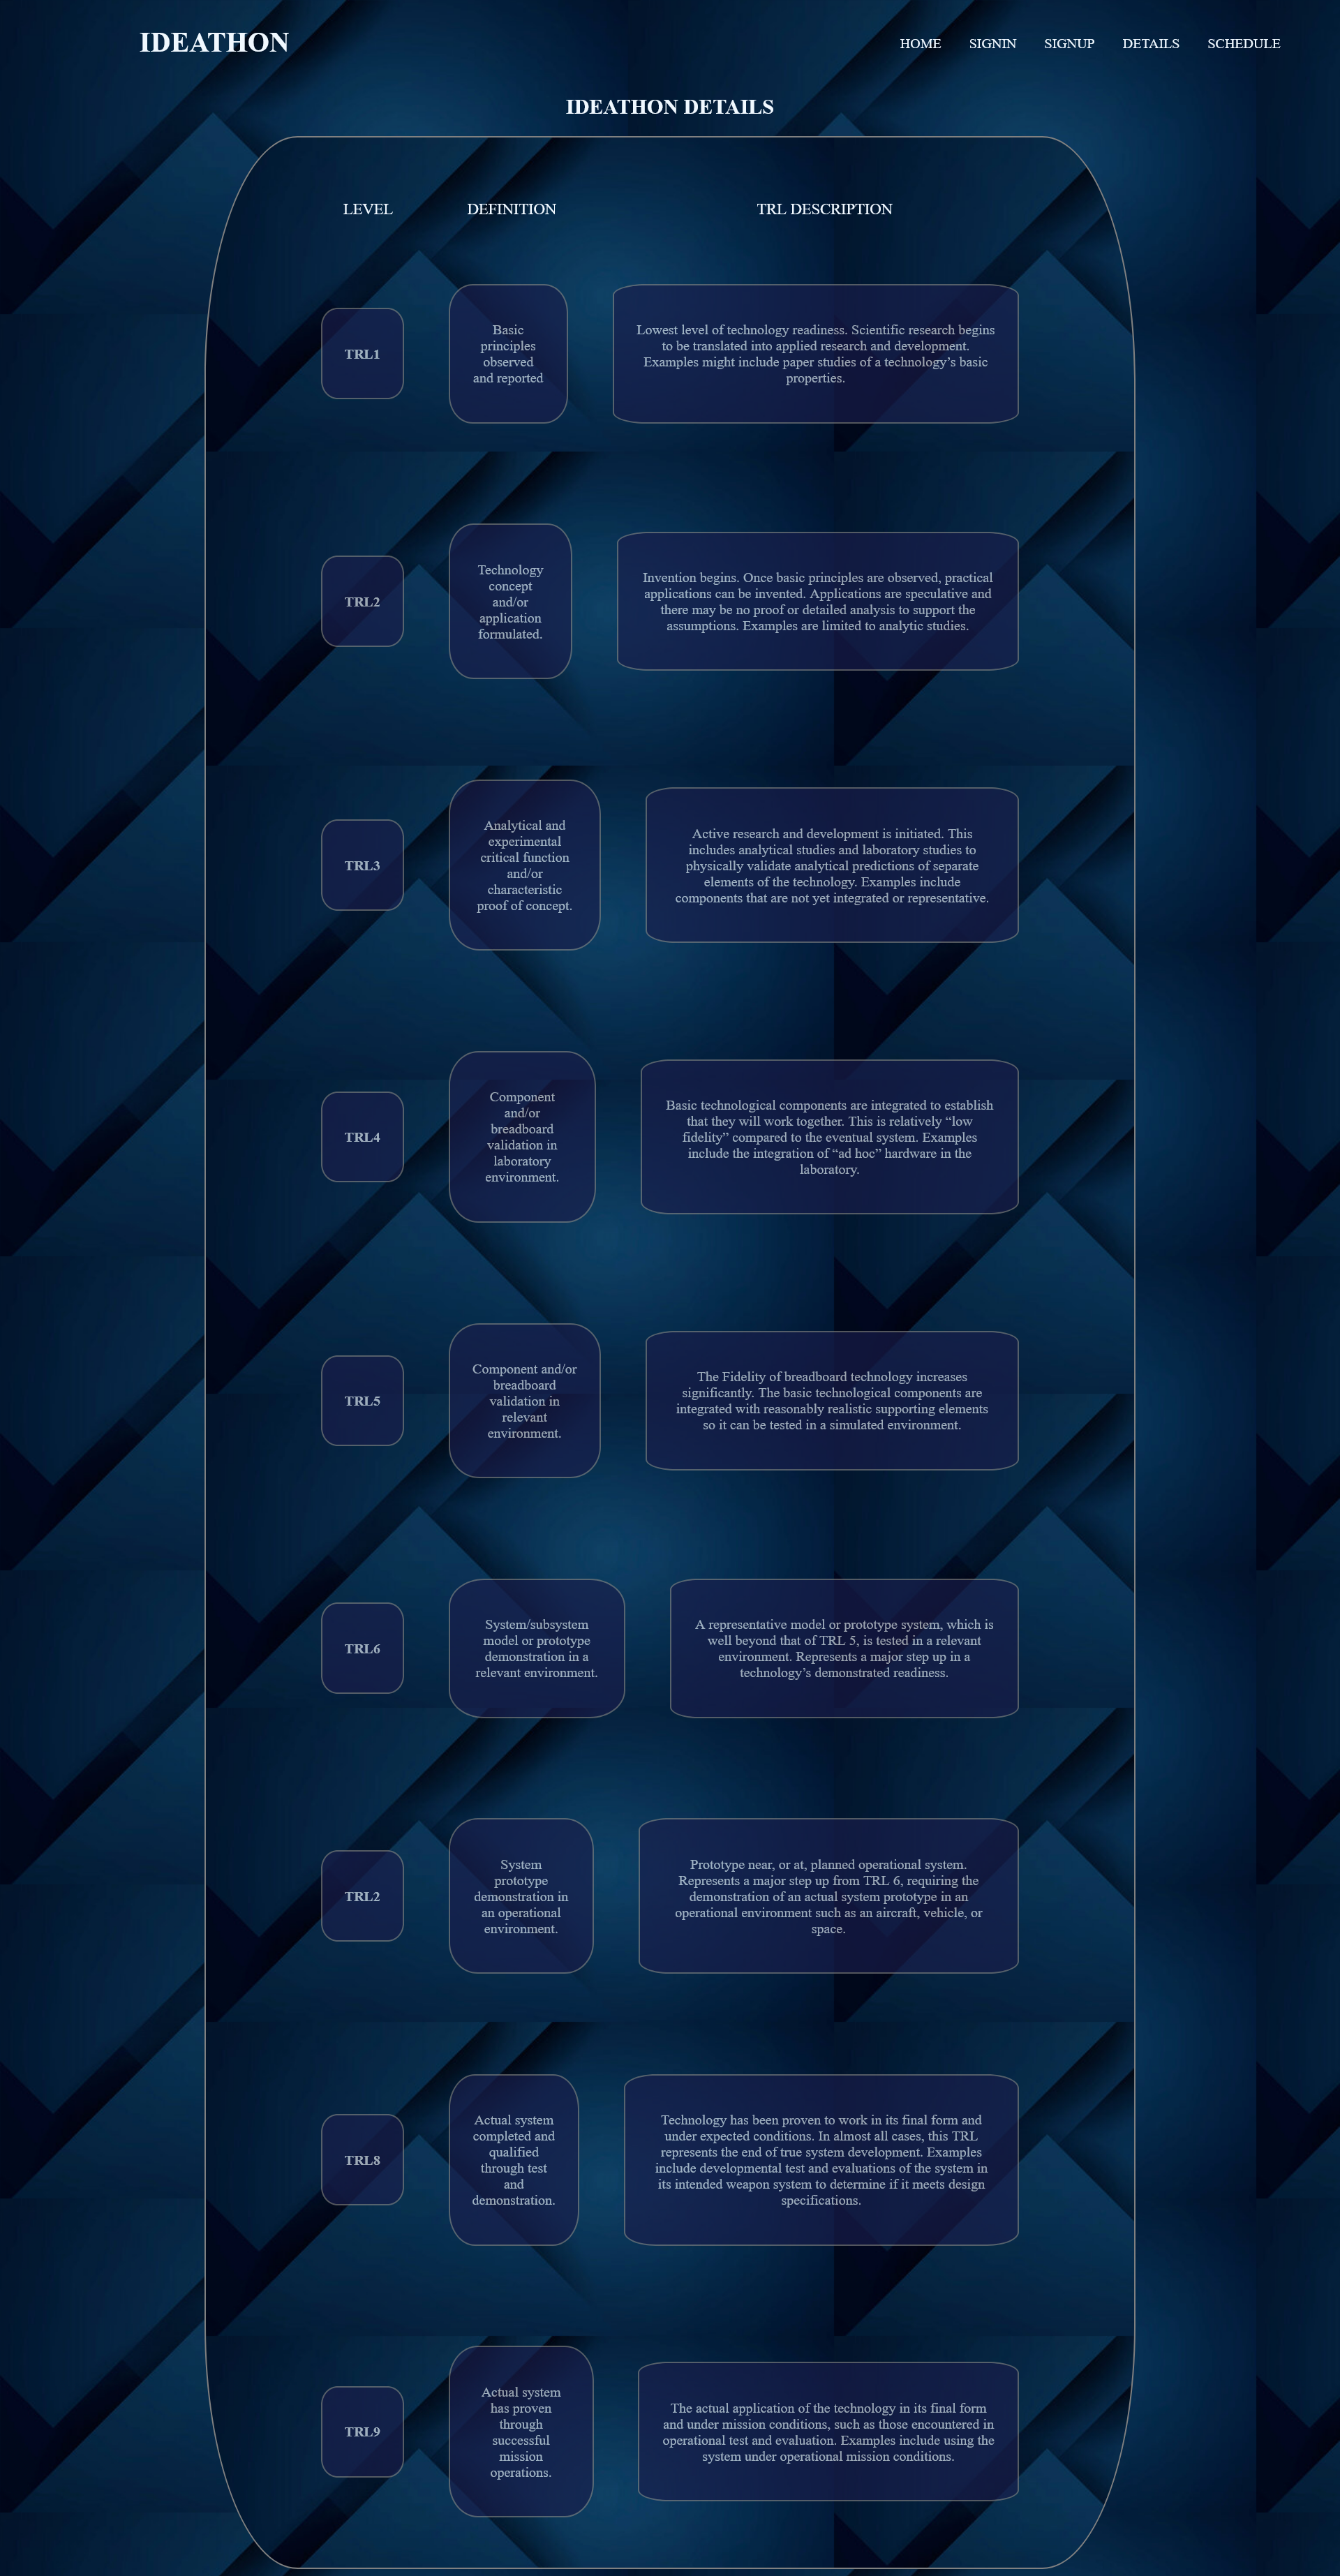 IDEATHON
HOME SIGNIN SIGNUP DETAILS SCHEDULE
IDEATHON DETAILS
LEVEL DEFINITION TRL DESCRIPTION
TRL1
Basic
principles
observed
and reported
Lowest level of technology readiness. Scientific research begins
to be translated into applied research and development.
Examples might include paper studies of a technology’s basic
properties.
TRL2
Technology
concept
and/or
application
formulated.
Invention begins. Once basic principles are observed, practical
applications can be invented. Applications are speculative and
there may be no proof or detailed analysis to support the
assumptions. Examples are limited to analytic studies.
TRL3
Analytical and
experimental
critical function
and/or
characteristic
proof of concept.
Active research and development is initiated. This
includes analytical studies and laboratory studies to
physically validate analytical predictions of separate
elements of the technology. Examples include
components that are not yet integrated or representative.
TRL4
Component
and/or
breadboard
validation in
laboratory
environment.
Basic technological components are integrated to establish
that they will work together. This is relatively “low
fidelity” compared to the eventual system. Examples
include the integration of “ad hoc” hardware in the
laboratory.
TRL5
Component and/or
breadboard
validation in
relevant
environment.
The Fidelity of breadboard technology increases
significantly. The basic technological components are
integrated with reasonably realistic supporting elements
so it can be tested in a simulated environment.
TRL6
System/subsystem
model or prototype
demonstration in a
relevant environment.
A representative model or prototype system, which is
well beyond that of TRL 5, is tested in a relevant
environment. Represents a major step up in a
technology’s demonstrated readiness.
TRL2
System
prototype
demonstration in
an operational
environment.
Prototype near, or at, planned operational system.
Represents a major step up from TRL 6, requiring the
demonstration of an actual system prototype in an
operational environment such as an aircraft, vehicle, or
space.
TRL8
Actual system
completed and
qualified
through test
and
demonstration.
Technology has been proven to work in its final form and
under expected conditions. In almost all cases, this TRL
represents the end of true system development. Examples
include developmental test and evaluations of the system in
its intended weapon system to determine if it meets design
specifications.
TRL9
Actual system
has proven
through
successful
mission
operations.
The actual application of the technology in its final form
and under mission conditions, such as those encountered in
operational test and evaluation. Examples include using the
system under operational mission conditions.